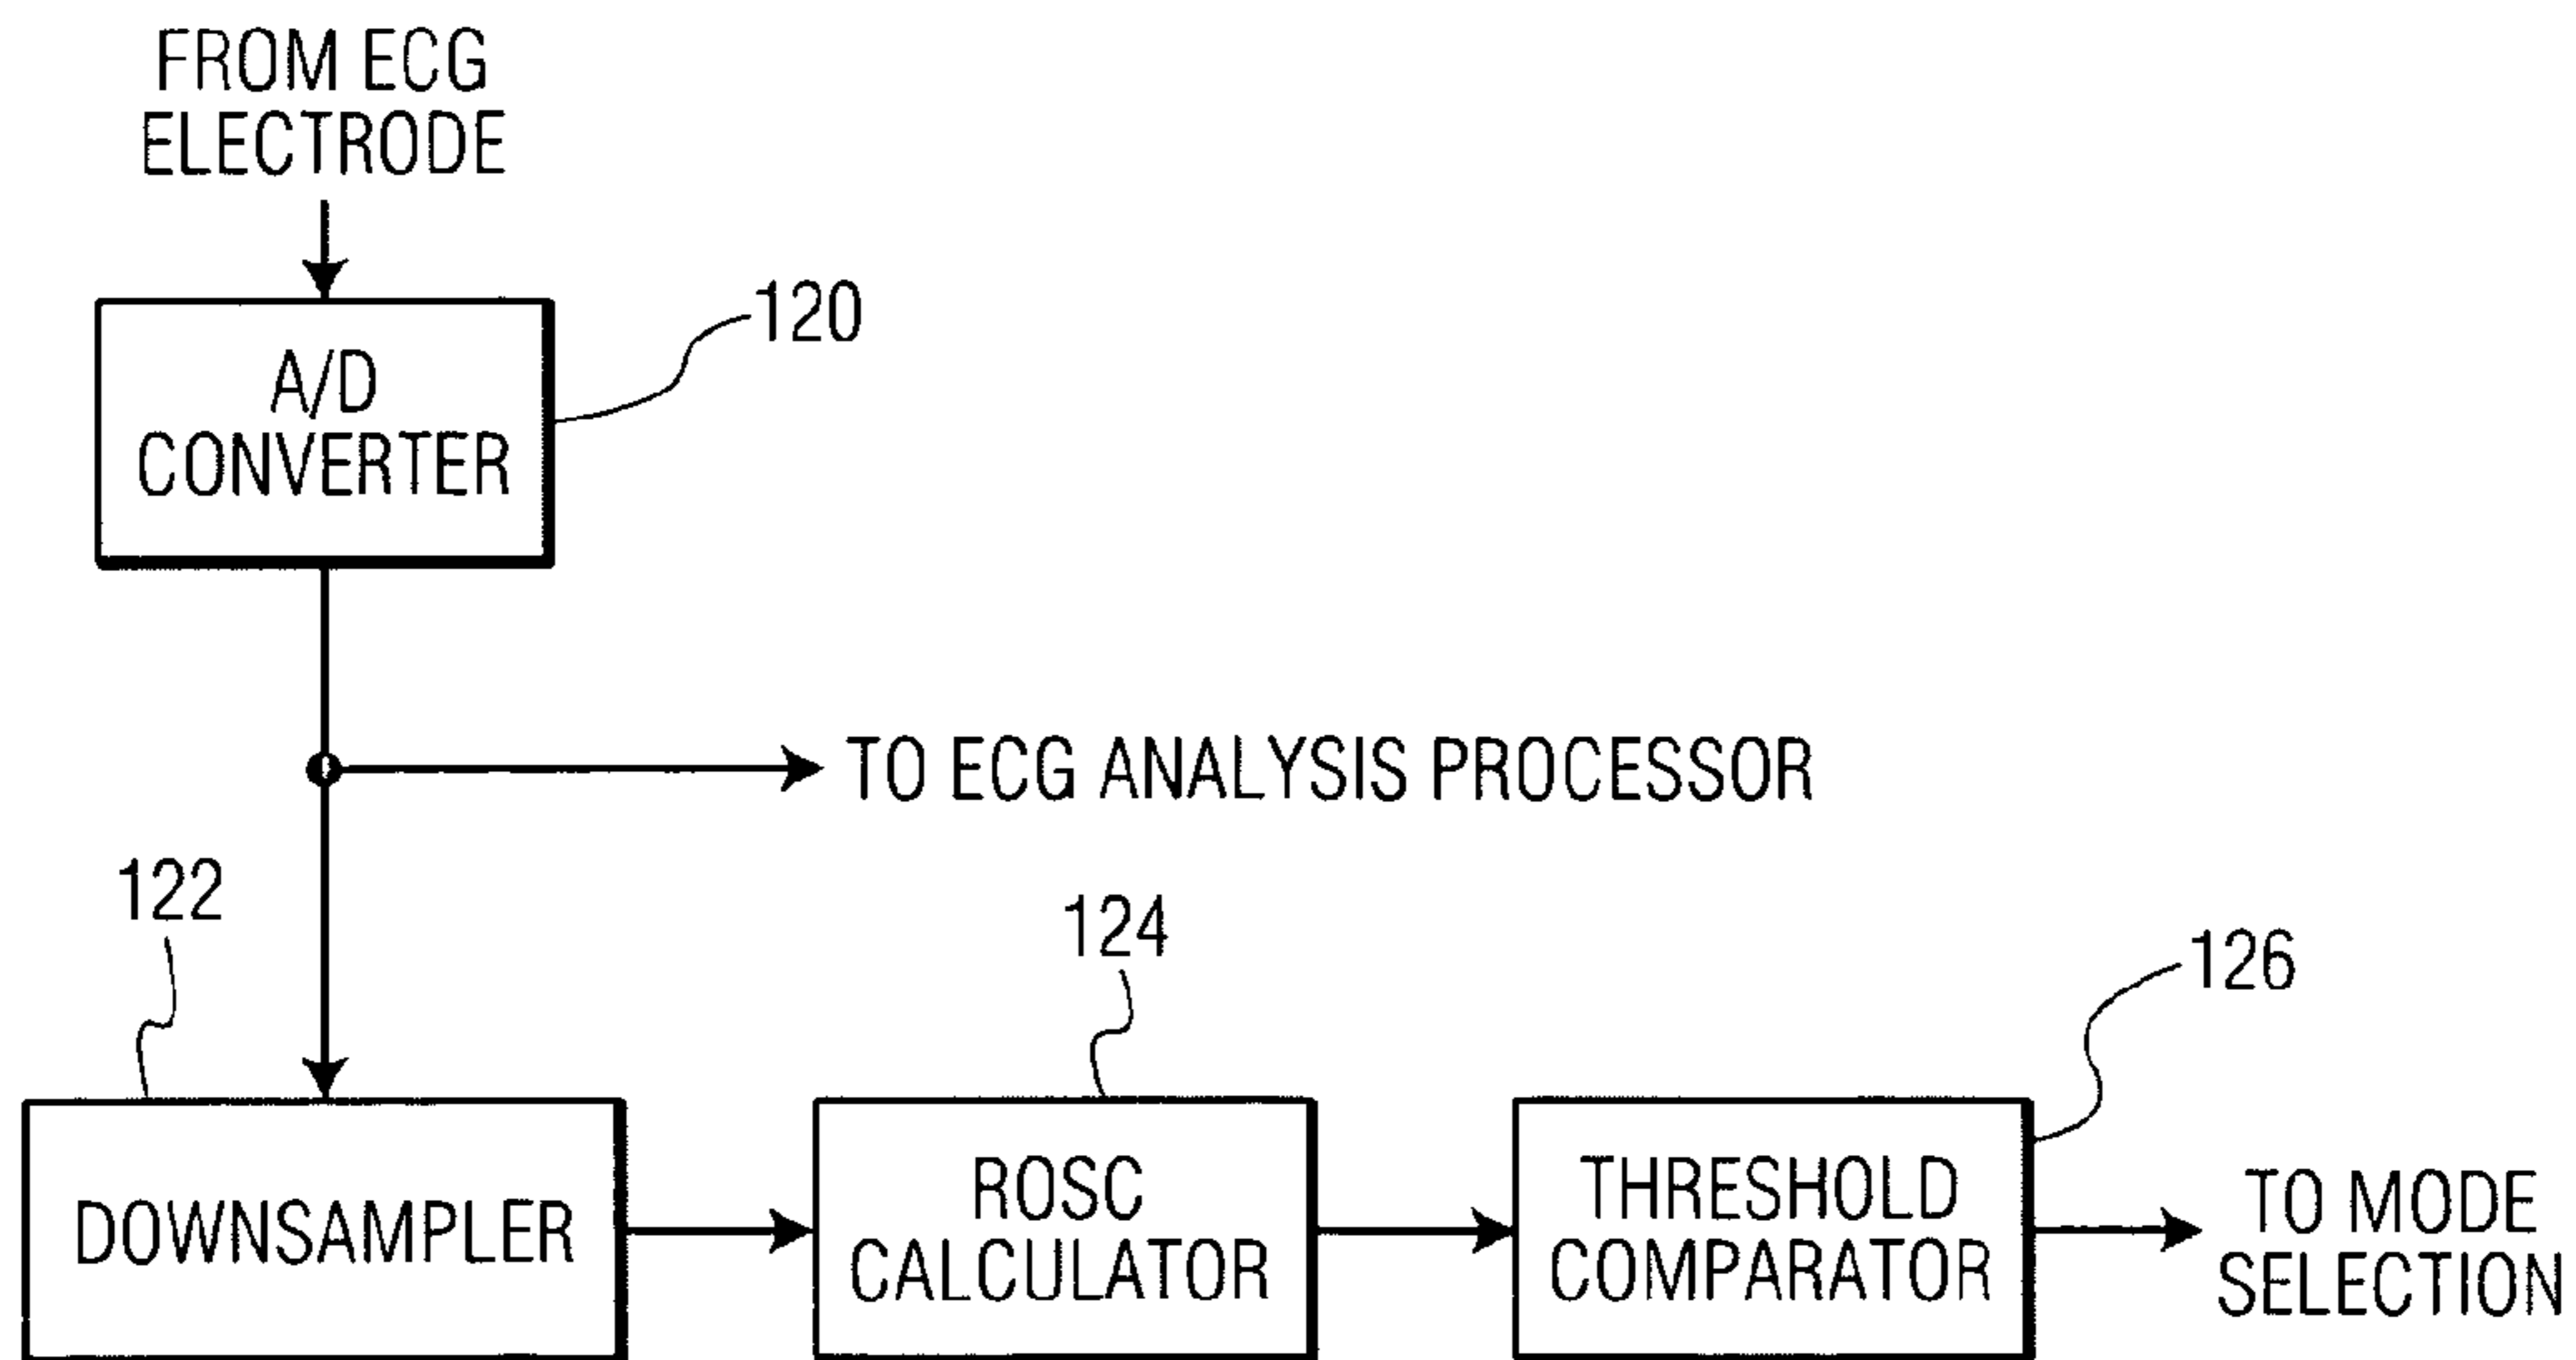 FROM ECG
ELECTRODE
120
A/D
CONVERTER
TO ECG ANALYSIS PROCESSOR
122
124
126
DOWNSAMPLER
ROSC
CALCULATOR
THRESHOLD
COMPARATOR
TO MODE
SELECTION